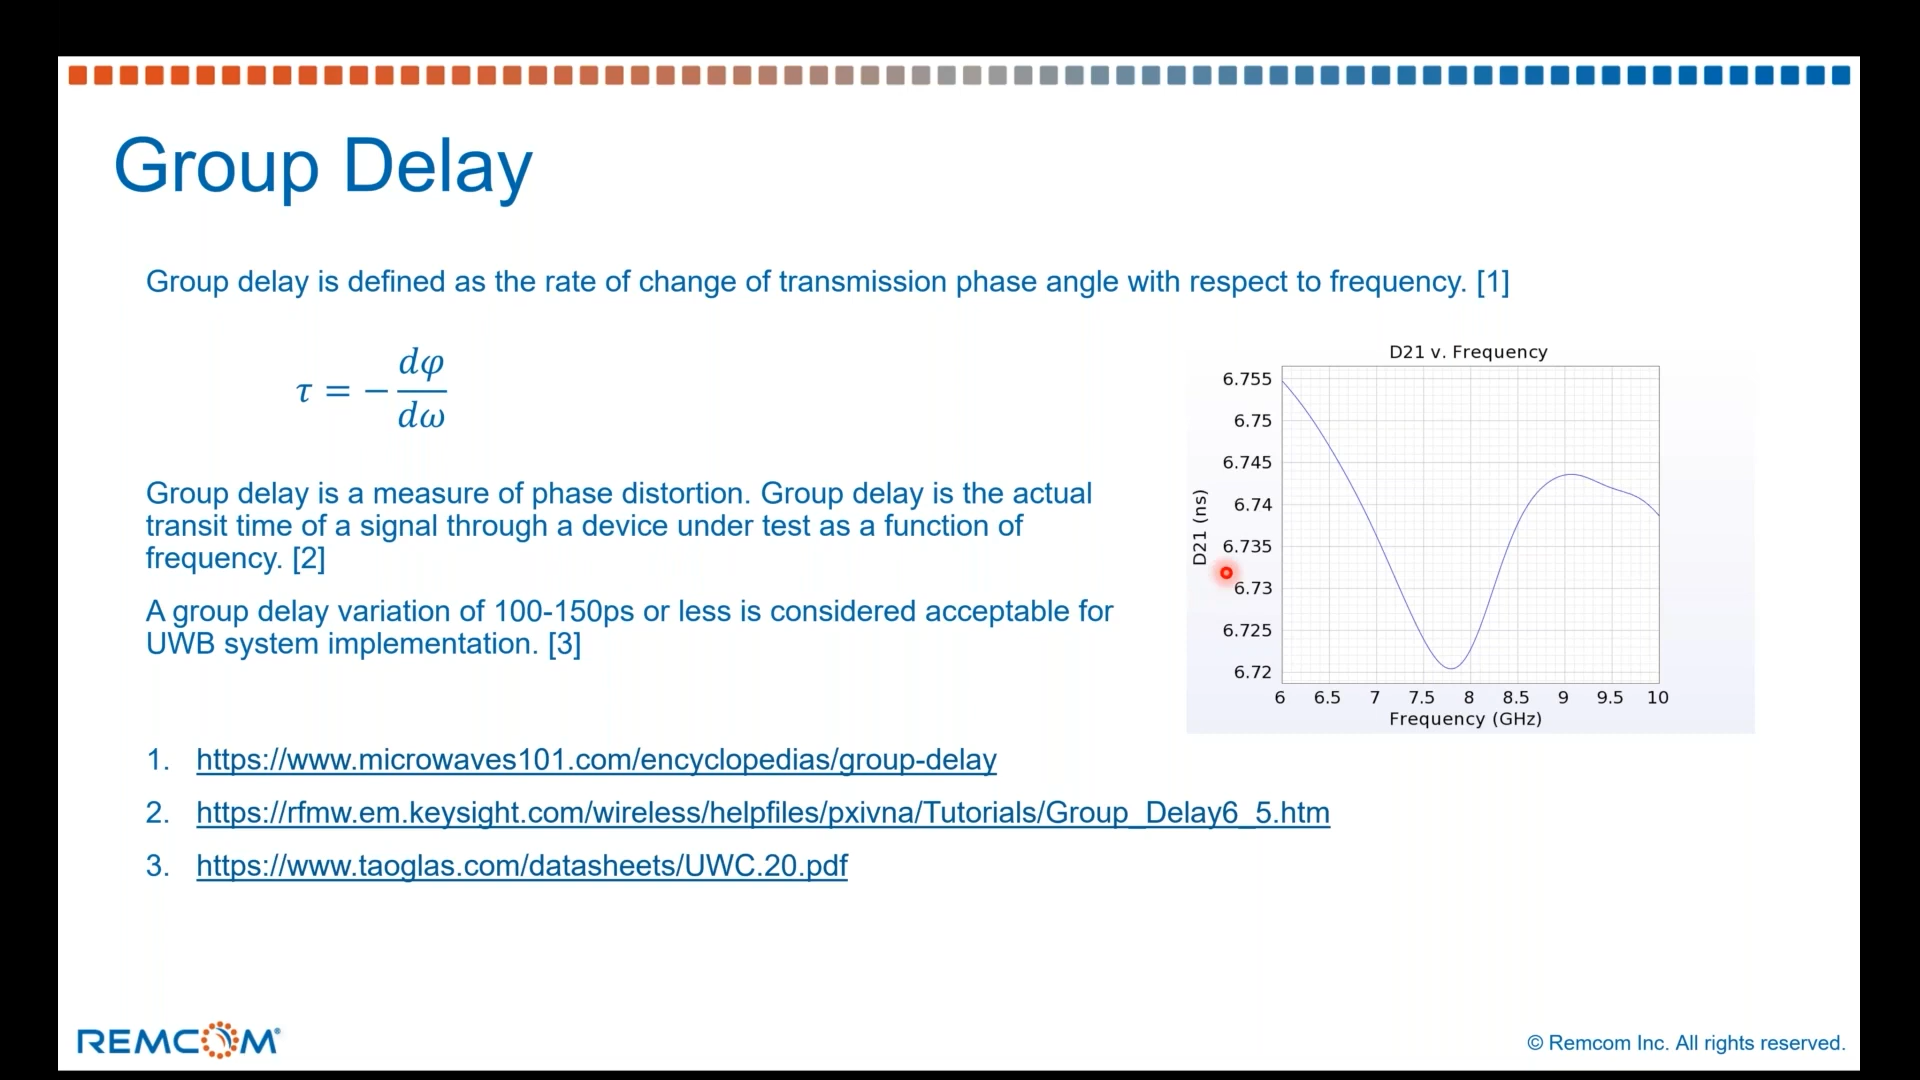 Group Delay
Group delay is defined as the rate of change of transmission phase angle with respect to frequency. [1]
τ = − dφ/dω
Group delay is a measure of phase distortion. Group delay is the actual
transit time of a signal through a device under test as a function of
frequency. [2]
A group delay variation of 100-150ps or less is considered acceptable for
UWB system implementation. [3]
D21 v. Frequency
D21 (ns)
6.755
6.75
6.745
6.74
6.735
6.73
6.725
6.72
6 6.5 7 7.5 8 8.5 9 9.5 10
Frequency (GHz)
1. https://www.microwaves101.com/encyclopedias/group-delay
2. https://rfmw.em.keysight.com/wireless/helpfiles/pxivna/Tutorials/Group_Delay6_5.htm
3. https://www.taoglas.com/datasheets/UWC.20.pdf
REMCOM®
© Remcom Inc. All rights reserved.